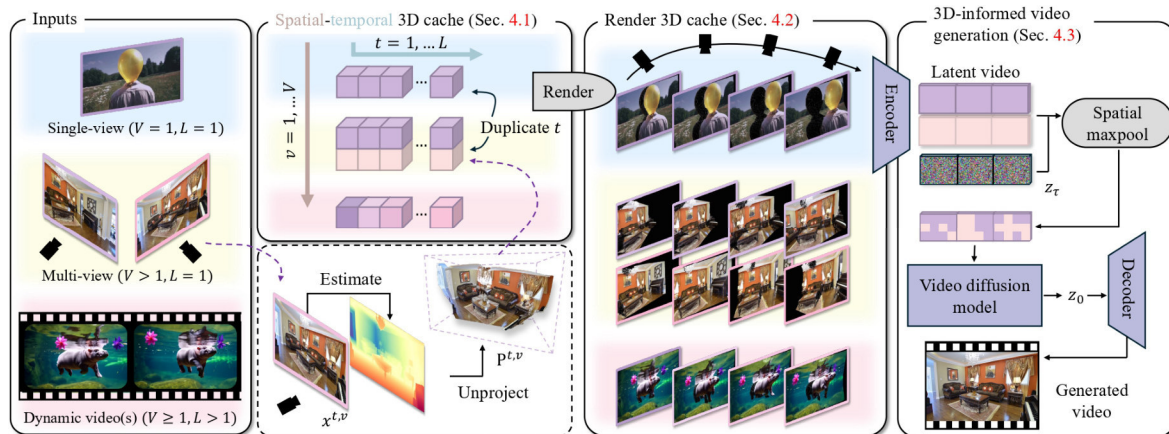 Inputs
Single-view (V = 1, L = 1)
Multi-view (V > 1, L = 1)
Dynamic video(s) (V ≥ 1, L > 1)
Spatial-temporal 3D cache (Sec. 4.1)
t = 1, … L
v = 1, … V
...
...
...
Duplicate t
Estimate
x^{t,v}
P^{t,v}
Unproject
Render
Render 3D cache (Sec. 4.2)
Encoder
3D-informed video
generation (Sec. 4.3)
Latent video
Spatial
maxpool
z_τ
Video diffusion
model
z_0
Decoder
Generated
video